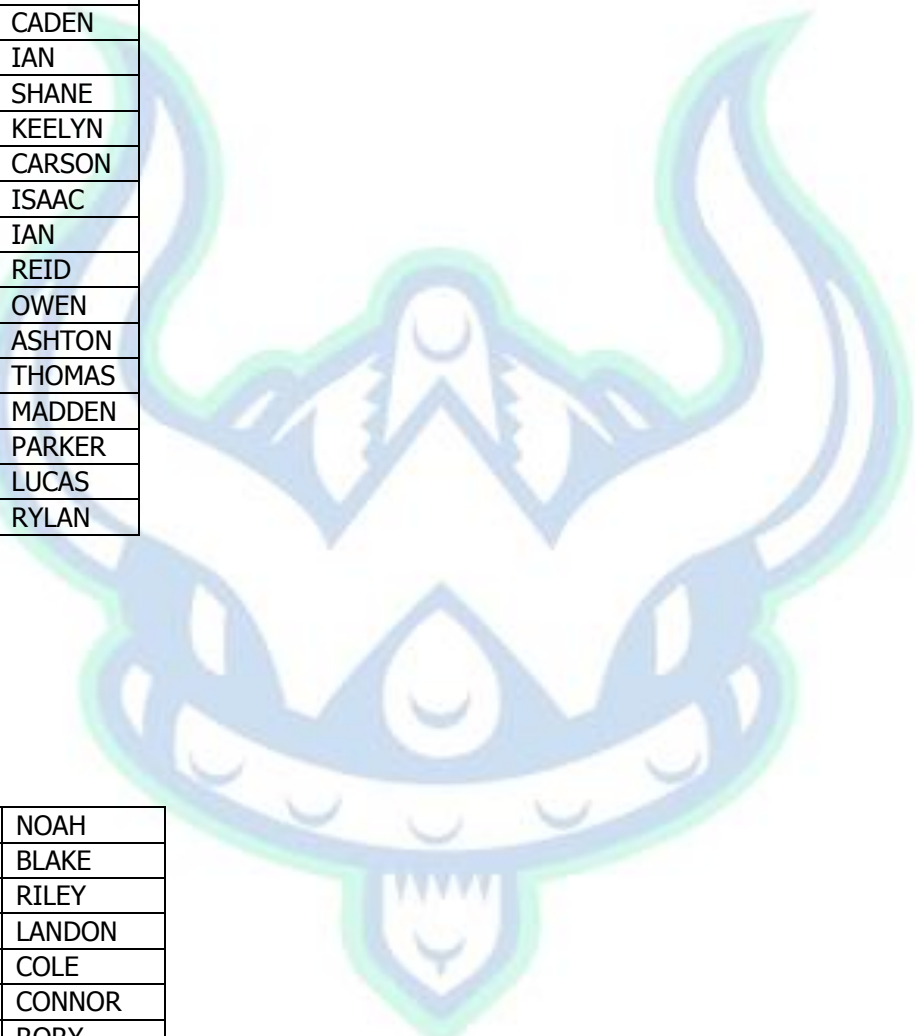 CADEN
IAN
SHANE
KEELYN
CARSON
ISAAC
IAN
REID
OWEN
ASHTON
THOMAS
MADDEN
PARKER
LUCAS
RYLAN
NOAH
BLAKE
RILEY
LANDON
COLE
CONNOR
RORY